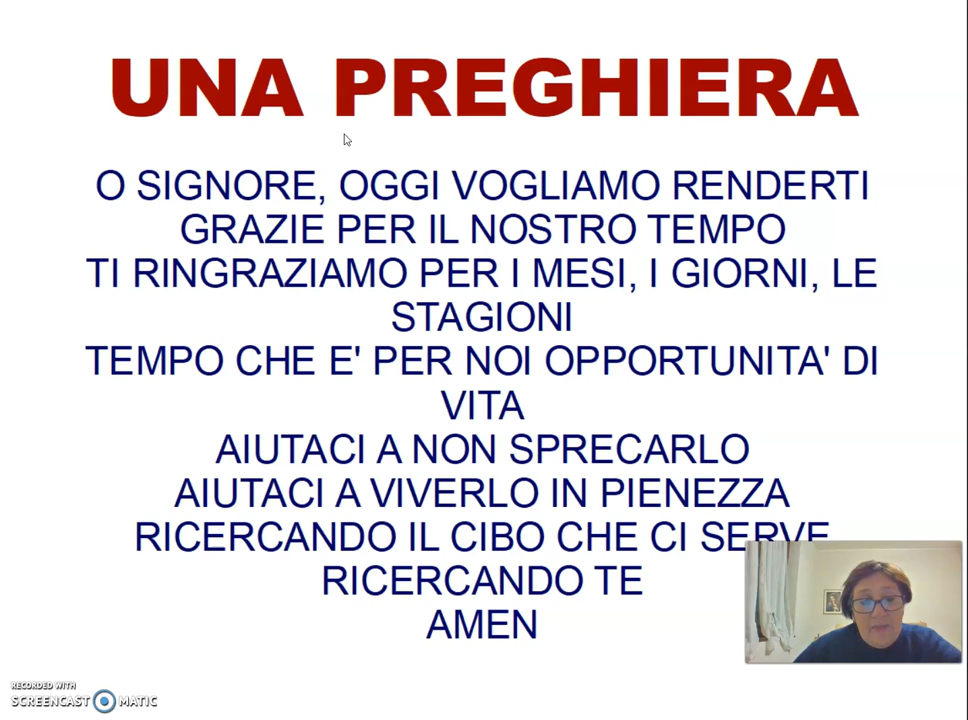 UNA PREGHIERA
O SIGNORE, OGGI VOGLIAMO RENDERTI
GRAZIE PER IL NOSTRO TEMPO
TI RINGRAZIAMO PER I MESI, I GIORNI, LE
STAGIONI
TEMPO CHE E' PER NOI OPPORTUNITA' DI
VITA
AIUTACI A NON SPRECARLO
AIUTACI A VIVERLO IN PIENEZZA
RICERCANDO IL CIBO CHE CI SERVE
RICERCANDO TE
AMEN
RECORDED WITH
SCREENCAST MATIC